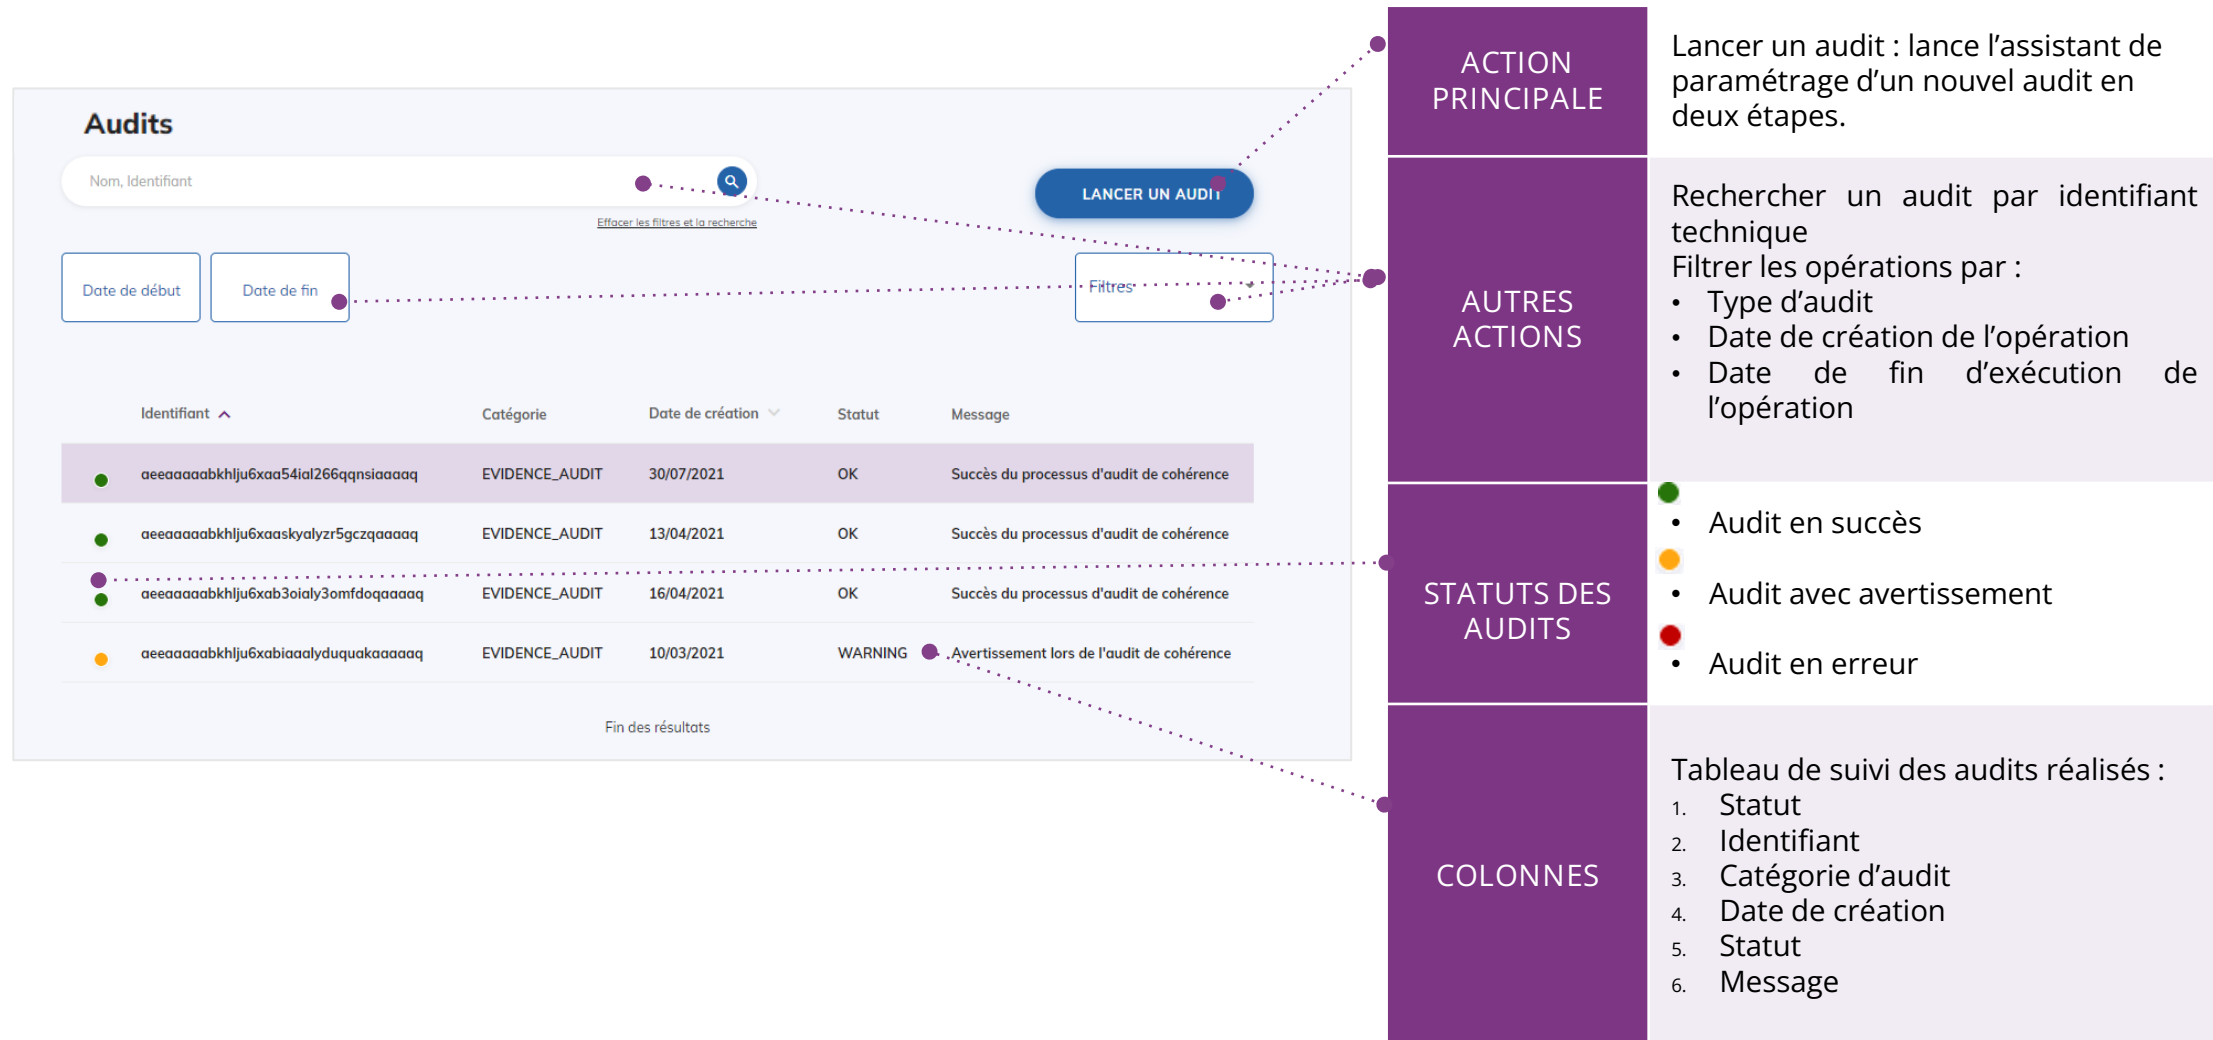 Audits
Nom, Identifiant
LANCER UN AUDIT
Effacer les filtres et la recherche
Date de début
Date de fin
Filtres
Identifiant Catégorie Date de création Statut Message
aeeaaaaabkhlju6xaa54ial266qqnsiaaaaq EVIDENCE_AUDIT 30/07/2021 OK Succès du processus d'audit de cohérence
aeeaaaaabkhlju6xaaskyalyzr5gczqaaaaq EVIDENCE_AUDIT 13/04/2021 OK Succès du processus d'audit de cohérence
aeeaaaaabkhlju6xab3oialy3omfdoqaaaaq EVIDENCE_AUDIT 16/04/2021 OK Succès du processus d'audit de cohérence
aeeaaaaabkhlju6xabiaaalyduquakaaaaaq EVIDENCE_AUDIT 10/03/2021 WARNING Avertissement lors de l'audit de cohérence
Fin des résultats
ACTION
PRINCIPALE
Lancer un audit : lance l’assistant de
paramétrage d’un nouvel audit en
deux étapes.
AUTRES
ACTIONS
Rechercher un audit par identifiant
technique
Filtrer les opérations par :
• Type d’audit
• Date de création de l’opération
• Date de fin d’exécution de
l’opération
STATUTS DES
AUDITS
• Audit en succès
• Audit avec avertissement
• Audit en erreur
COLONNES
Tableau de suivi des audits réalisés :
1. Statut
2. Identifiant
3. Catégorie d’audit
4. Date de création
5. Statut
6. Message